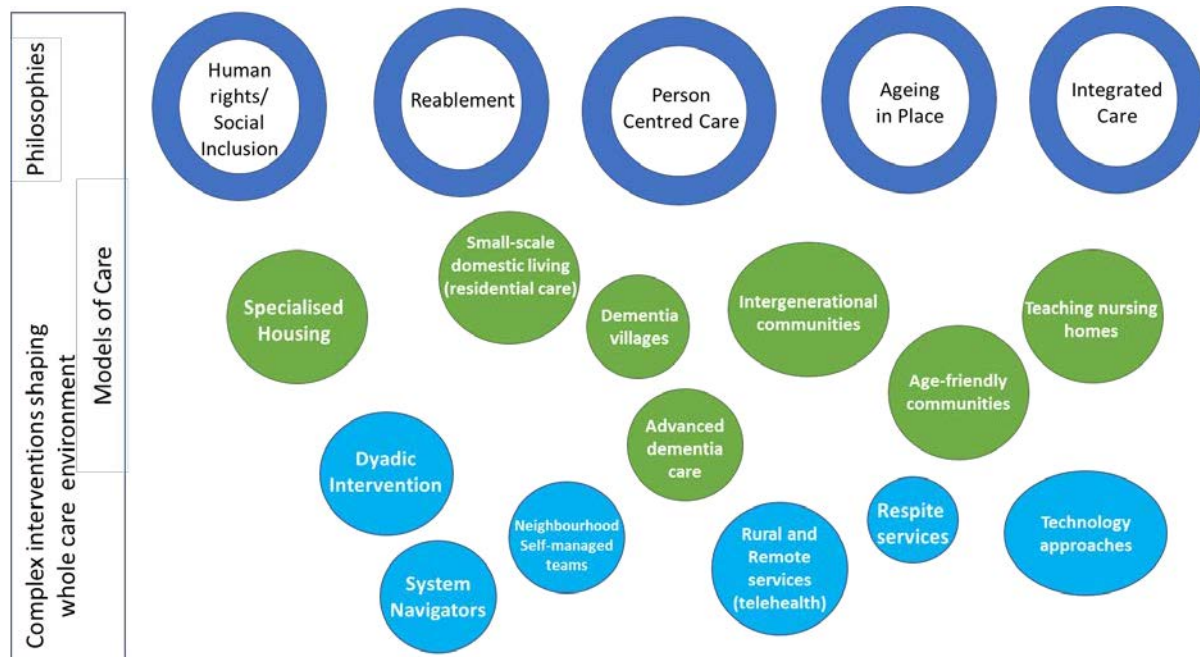 Philosophies
Human
rights/
Social
Inclusion
Reablement
Person
Centred Care
Ageing
in Place
Integrated
Care
Complex interventions shaping
whole care environment
Models of Care
Specialised
Housing
Small-scale
domestic living
(residential care)
Dementia
villages
Intergenerational
communities
Teaching nursing
homes
Age-friendly
communities
Advanced
dementia
care
Dyadic
Intervention
System
Navigators
Neighbourhood
Self-managed
teams
Rural and
Remote
services
(telehealth)
Respite
services
Technology
approaches